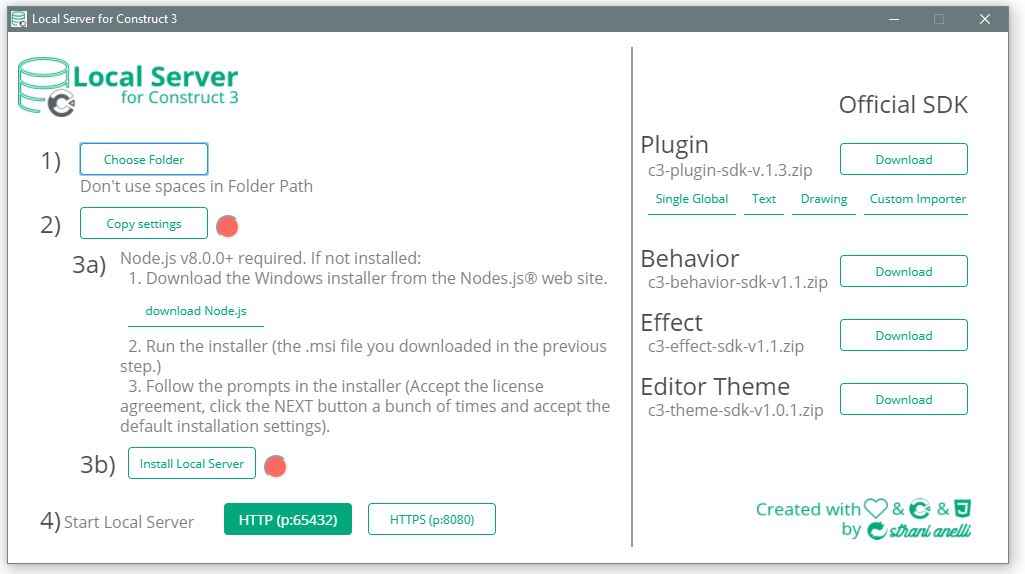 Local Server for Construct 3
Local Server
for Construct 3
1)
Choose Folder
Don't use spaces in Folder Path
2)
Copy settings
3a)
Node.js v8.0.0+ required. If not installed:
1. Download the Windows installer from the Nodes.js® web site.
download Node.js
2. Run the installer (the .msi file you downloaded in the previous
step.)
3. Follow the prompts in the installer (Accept the license
agreement, click the NEXT button a bunch of times and accept the
default installation settings).
3b)
Install Local Server
4) Start Local Server
HTTP (p:65432)
HTTPS (p:8080)
Official SDK
Plugin
c3-plugin-sdk-v.1.3.zip
Download
Single Global
Text
Drawing
Custom Importer
Behavior
c3-behavior-sdk-v1.1.zip
Download
Effect
c3-effect-sdk-v1.1.zip
Download
Editor Theme
c3-theme-sdk-v1.0.1.zip
Download
Created with & &
by strani anelli